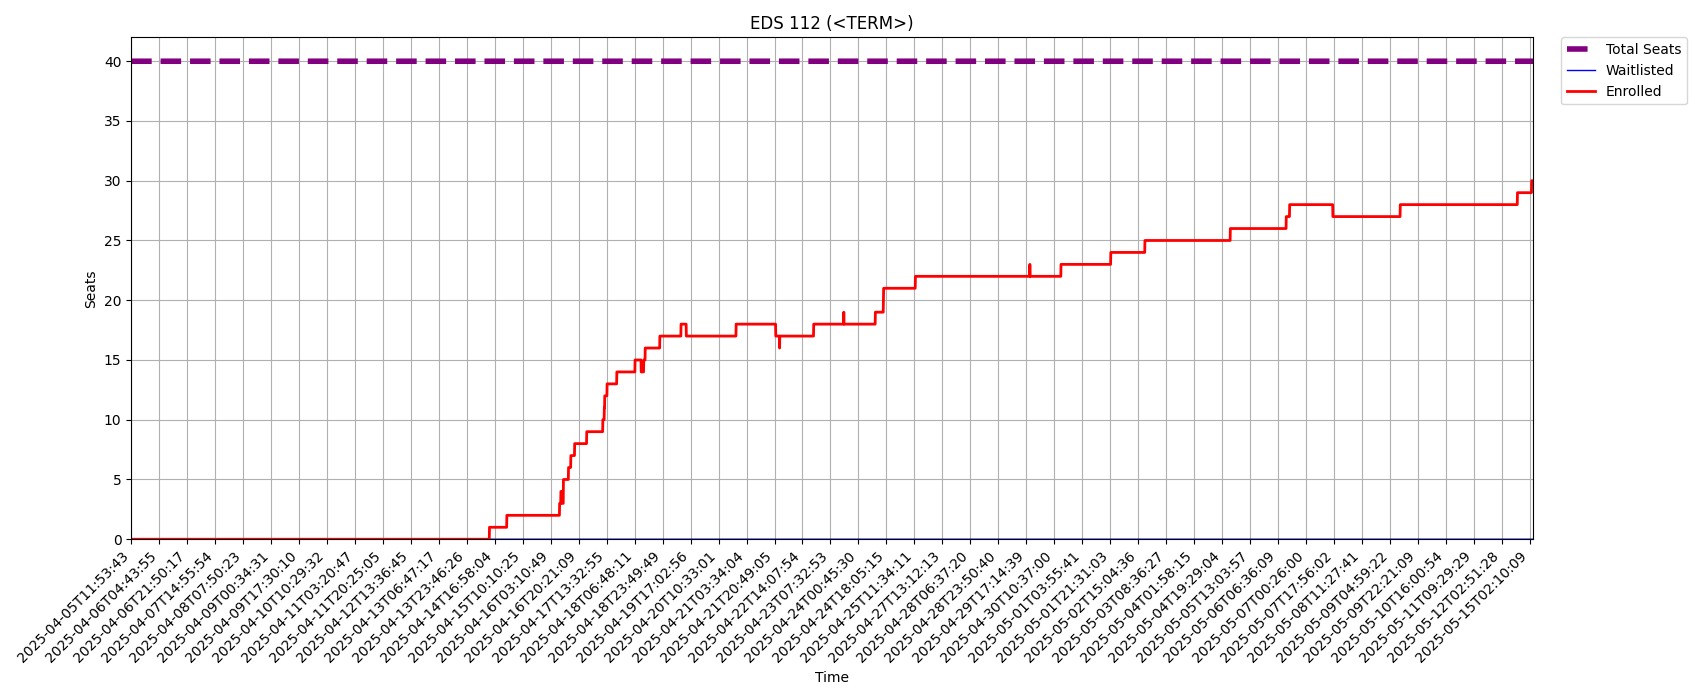 EDS 112 (<TERM>)
Total Seats
Waitlisted
Enrolled
40
35
30
25
20
15
10
5
0
Seats
2025-04-05T11:53:43
2025-04-06T04:43:55
2025-04-06T21:50:17
2025-04-07T14:55:54
2025-04-08T07:50:23
2025-04-09T00:34:31
2025-04-09T17:30:10
2025-04-10T10:29:32
2025-04-11T03:20:47
2025-04-11T20:25:05
2025-04-12T13:36:45
2025-04-13T06:47:17
2025-04-13T23:46:26
2025-04-14T16:58:04
2025-04-15T10:10:25
2025-04-16T03:10:49
2025-04-16T20:21:09
2025-04-17T13:32:55
2025-04-18T06:48:11
2025-04-18T23:49:49
2025-04-19T17:02:56
2025-04-20T10:33:01
2025-04-21T03:34:04
2025-04-21T20:49:05
2025-04-22T14:07:54
2025-04-23T07:32:53
2025-04-24T00:45:30
2025-04-24T18:05:15
2025-04-25T11:34:11
2025-04-27T13:12:13
2025-04-28T06:37:20
2025-04-28T23:50:40
2025-04-29T17:14:39
2025-04-30T10:37:00
2025-05-01T03:55:41
2025-05-01T21:31:03
2025-05-02T15:04:36
2025-05-03T08:36:27
2025-05-04T01:58:15
2025-05-04T19:29:04
2025-05-05T13:03:57
2025-05-06T06:36:09
2025-05-07T00:26:00
2025-05-07T17:56:02
2025-05-08T11:27:41
2025-05-09T04:59:22
2025-05-09T22:21:09
2025-05-10T16:00:54
2025-05-11T09:29:29
2025-05-12T02:51:28
2025-05-15T02:10:09
Time